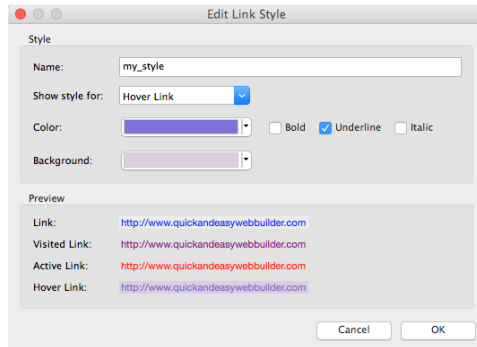 Edit Link Style
Style
Name: my_style
Show style for: Hover Link
Color: Bold Underline Italic
Background:
Preview
Link: http://www.quickandeasywebbuilder.com
Visited Link: http://www.quickandeasywebbuilder.com
Active Link: http://www.quickandeasywebbuilder.com
Hover Link: http://www.quickandeasywebbuilder.com
Cancel OK